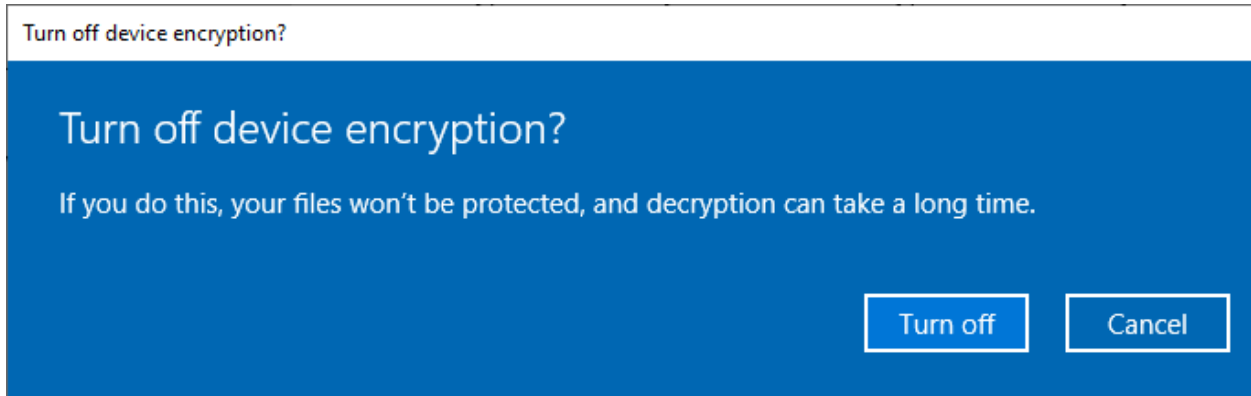 Turn off device encryption?
Turn off device encryption?
If you do this, your files won’t be protected, and decryption can take a long time.
Turn off
Cancel